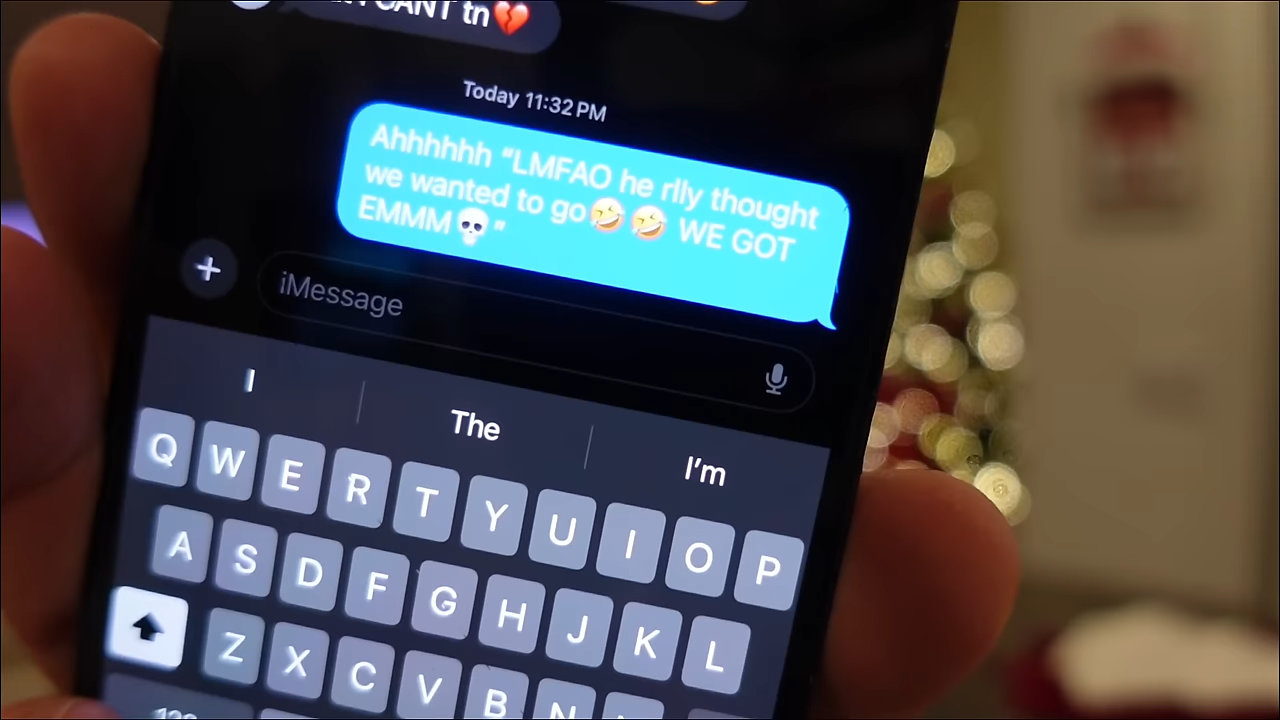 CANT tn💔
Today 11:32 PM
Ahhhhhh “LMFAO he rlly thought
we wanted to go🤣🤣 WE GOT
EMMM💀”
iMessage
I The I’m
Q W E R T Y U I O P
A S D F G H J K L
Z X C V B N
123